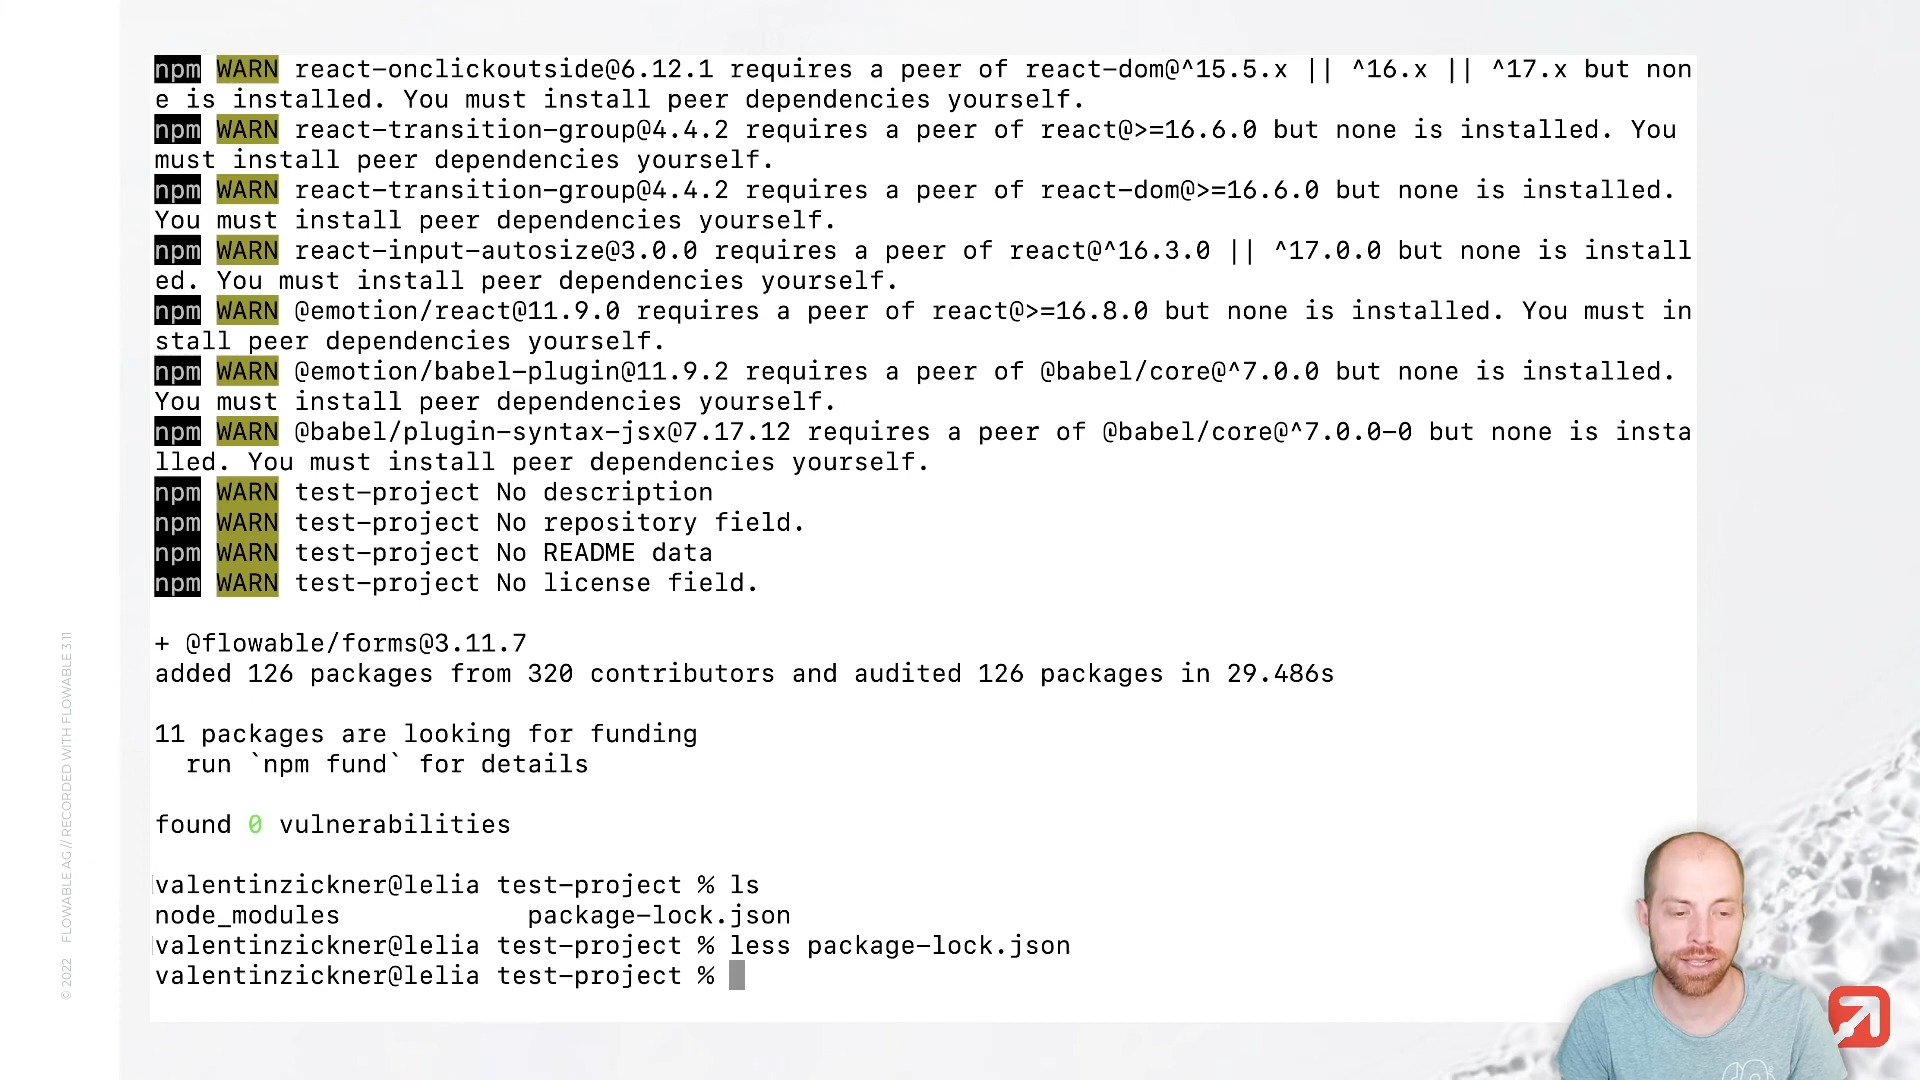 npm WARN react-onclickoutside@6.12.1 requires a peer of react-dom@^15.5.x || ^16.x || ^17.x but non
e is installed. You must install peer dependencies yourself.
npm WARN react-transition-group@4.4.2 requires a peer of react@>=16.6.0 but none is installed. You
must install peer dependencies yourself.
npm WARN react-transition-group@4.4.2 requires a peer of react-dom@>=16.6.0 but none is installed.
You must install peer dependencies yourself.
npm WARN react-input-autosize@3.0.0 requires a peer of react@^16.3.0 || ^17.0.0 but none is install
ed. You must install peer dependencies yourself.
npm WARN @emotion/react@11.9.0 requires a peer of react@>=16.8.0 but none is installed. You must in
stall peer dependencies yourself.
npm WARN @emotion/babel-plugin@11.9.2 requires a peer of @babel/core@^7.0.0 but none is installed.
You must install peer dependencies yourself.
npm WARN @babel/plugin-syntax-jsx@7.17.12 requires a peer of @babel/core@^7.0.0-0 but none is insta
lled. You must install peer dependencies yourself.
npm WARN test-project No description
npm WARN test-project No repository field.
npm WARN test-project No README data
npm WARN test-project No license field.
+ @flowable/forms@3.11.7
added 126 packages from 320 contributors and audited 126 packages in 29.486s
11 packages are looking for funding
run `npm fund` for details
found 0 vulnerabilities
valentinzickner@lelia test-project % ls
node_modules package-lock.json
valentinzickner@lelia test-project % less package-lock.json
valentinzickner@lelia test-project %
© 2022 FLOWABLE AG // RECORDED WITH FLOWABLE 3.11